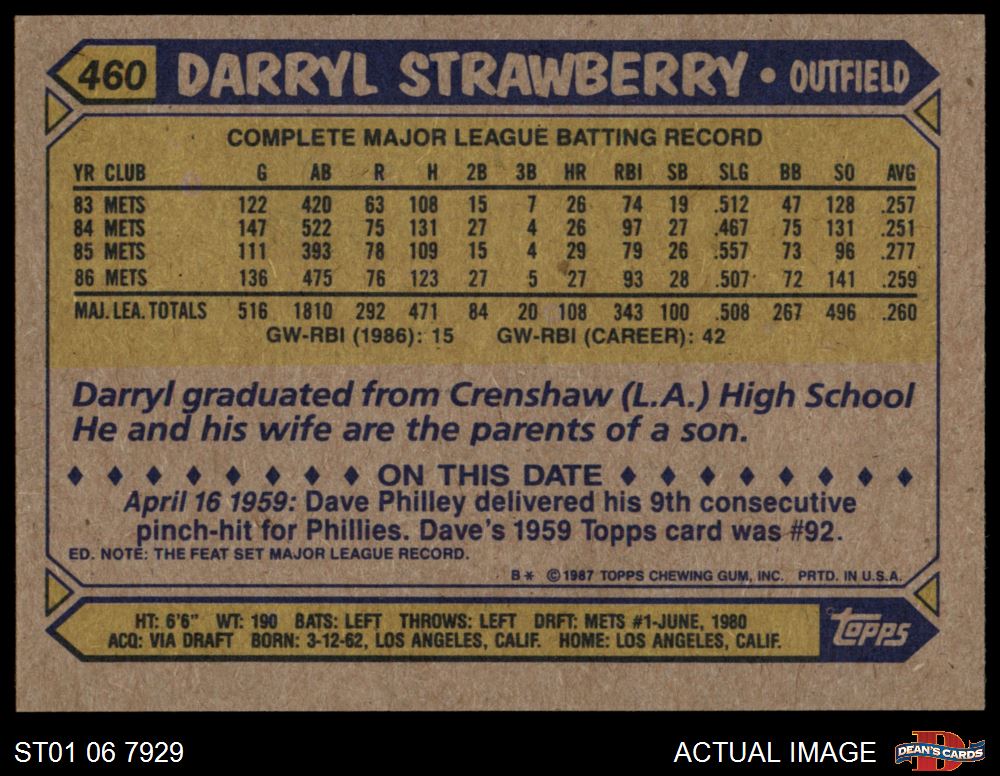 460 DARRYL STRAWBERRY • OUTFIELD
COMPLETE MAJOR LEAGUE BATTING RECORD
YR CLUB G AB R H 2B 3B HR RBI SB SLG BB SO AVG
83 METS 122 420 63 108 15 7 26 74 19 .512 47 128 .257
84 METS 147 522 75 131 27 4 26 97 27 .467 75 131 .251
85 METS 111 393 78 109 15 4 29 79 26 .557 73 96 .277
86 METS 136 475 76 123 27 5 27 93 28 .507 72 141 .259
MAJ. LEA. TOTALS 516 1810 292 471 84 20 108 343 100 .508 267 496 .260
GW-RBI (1986): 15 GW-RBI (CAREER): 42
Darryl graduated from Crenshaw (L.A.) High School
He and his wife are the parents of a son.
♦ ♦ ♦ ♦ ♦ ♦ ♦ ♦ ON THIS DATE ♦ ♦ ♦ ♦ ♦ ♦ ♦ ♦
April 16 1959: Dave Philley delivered his 9th consecutive
pinch-hit for Phillies. Dave's 1959 Topps card was #92.
ED. NOTE: THE FEAT SET MAJOR LEAGUE RECORD.
B* © 1987 TOPPS CHEWING GUM, INC. PRTD. IN U.S.A.
HT: 6'6" WT: 190 BATS: LEFT THROWS: LEFT DRFT: METS #1-JUNE, 1980
ACQ: VIA DRAFT BORN: 3-12-62, LOS ANGELES, CALIF. HOME: LOS ANGELES, CALIF.
Topps
ST01 06 7929 ACTUAL IMAGE D DEAN'S CARDS